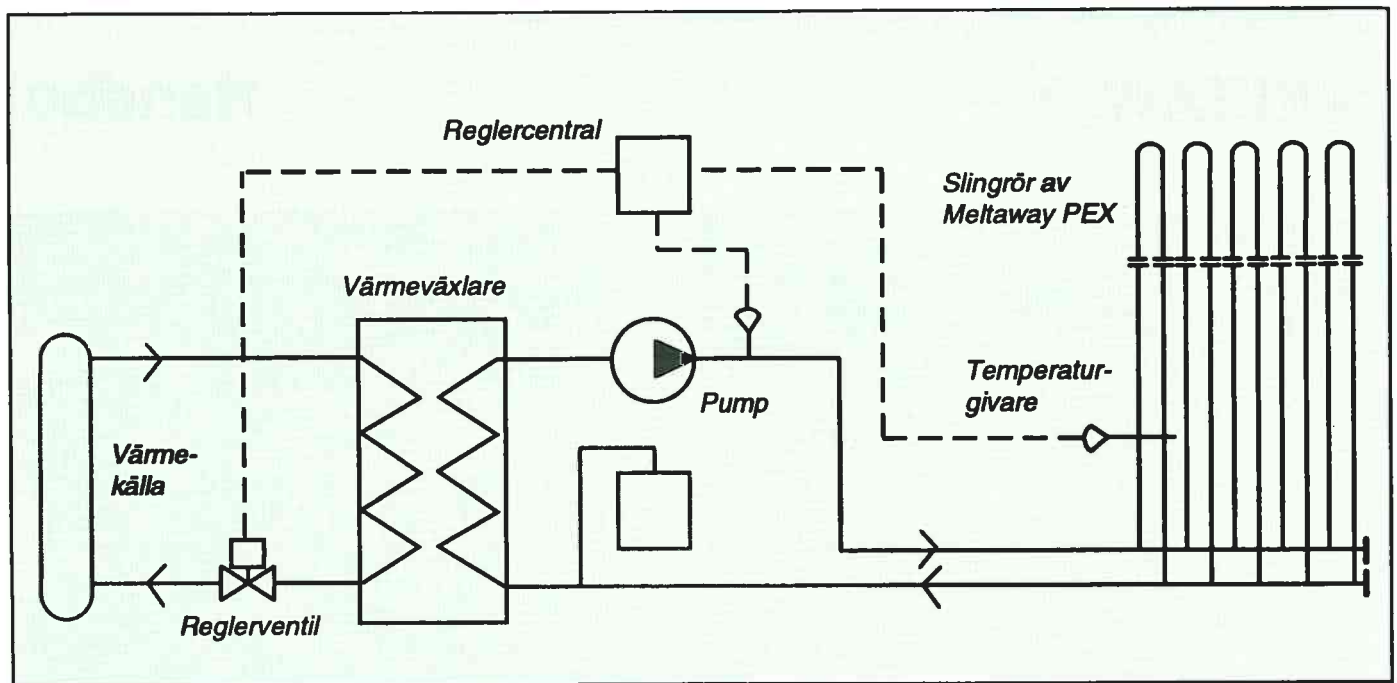 Reglercentral
Slingrör av
Meltaway PEX
Värmeväxlare
Temperatur-
givare
Pump
Värme-
källa
Reglerventil